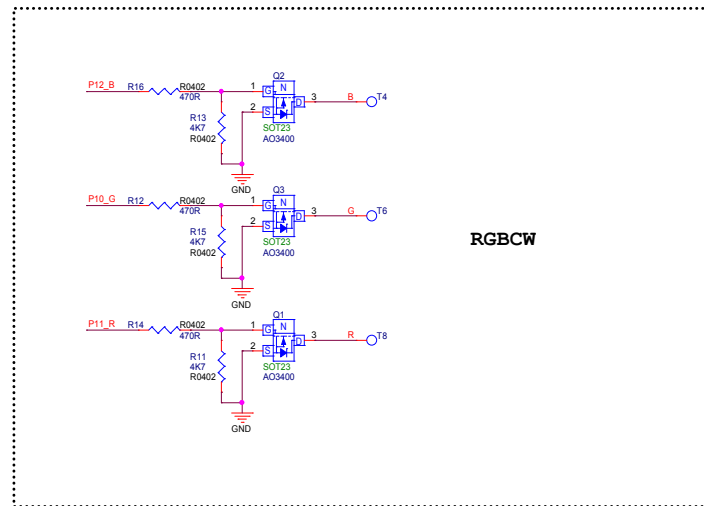 Q2
P12_B R16 R0402 1 G N
470R
D 3 B T4
R13 2 S
4K7 SOT23
R0402 AO3400
GND
Q3
P10_G R12 R0402 1 G N
470R
D 3 G T6
R15 2 S
4K7 SOT23
R0402 AO3400
RGBCW
GND
Q1
P11_R R14 R0402 1 G N
470R
D 3 R T8
R11 2 S
4K7 SOT23
R0402 AO3400
GND